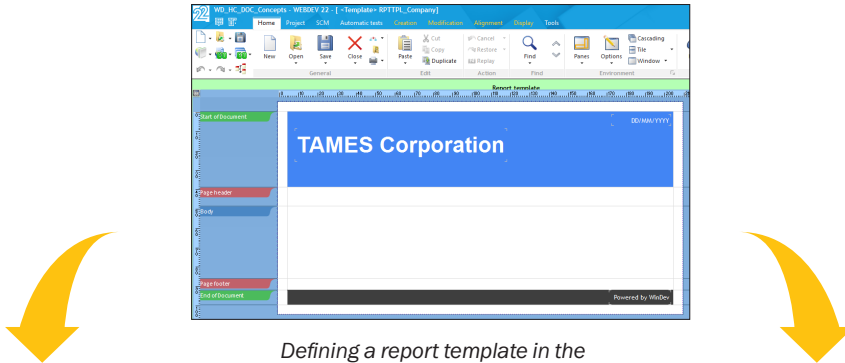 22 WD_HC_DOC_Concepts - WEBDEV 22 - [ <Template> RPTTPL_Company]
Home Project SCM Automatic tests Creation Modification Alignment Display Tools
New Open Save Close Paste Cut Copy Duplicate Cancel Restore Replay Find Panes Options Cascading Tile Window
General Edit Action Find Environment
Report template
Start of Document
DD/MM/YYYY
TAMES Corporation
Page header
Body
Page footer
End of Document
Powered by WinDev
Defining a report template in the